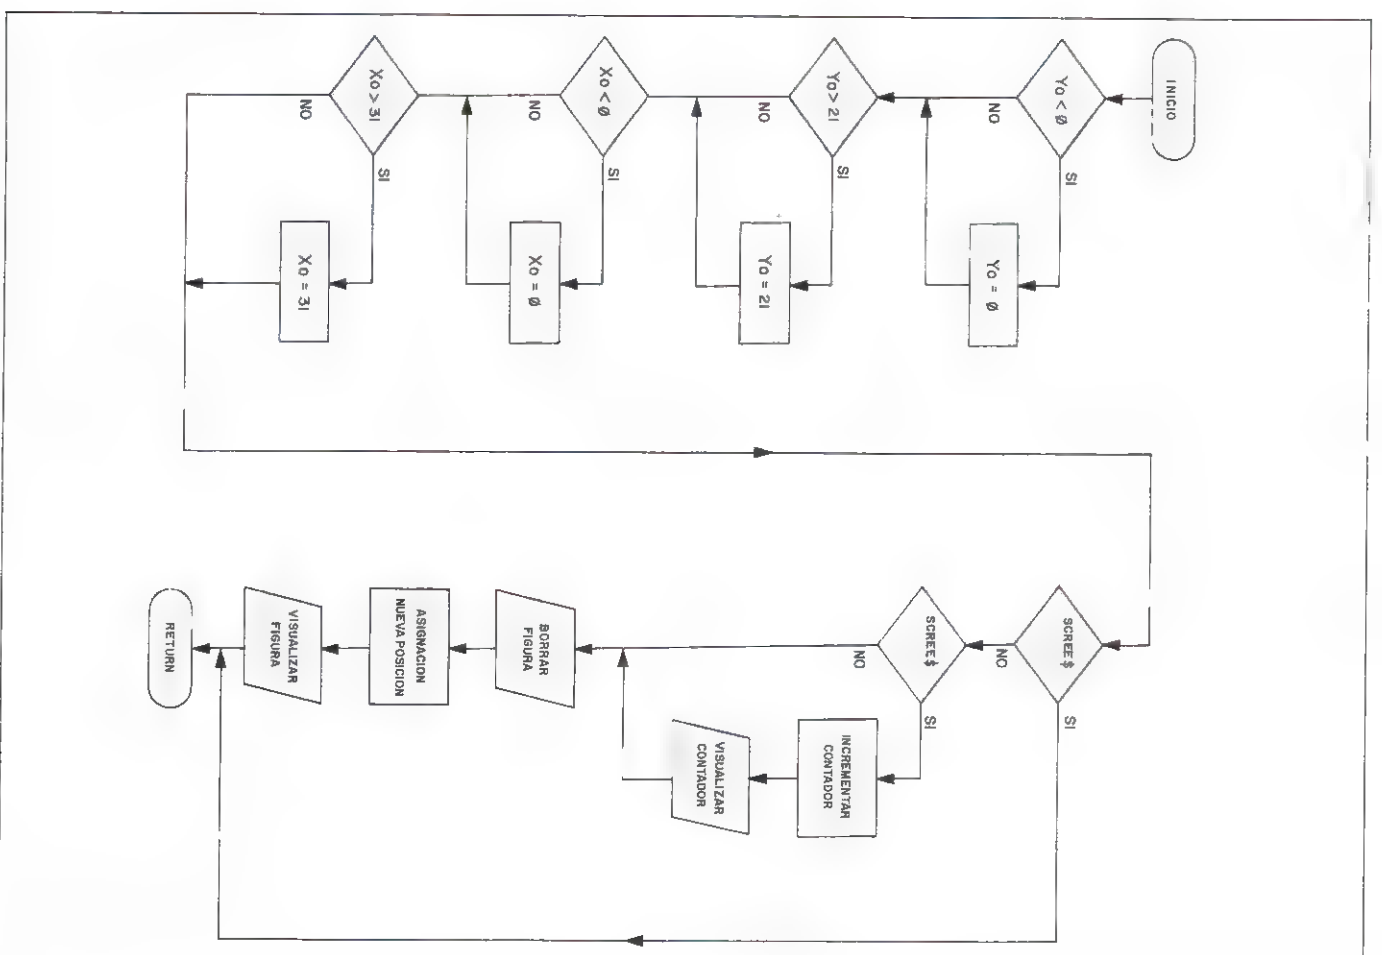 INICIO
Yo < Ø
NO
SI
Yo = Ø
Yo > 21
NO
SI
Yo = 21
Xo < Ø
NO
SI
Xo = Ø
Xo > 31
NO
SI
Xo = 31
SCREE$
NO
SI
SCREE$
NO
SI
INCREMENTAR
CONTADOR
VISUALIZAR
CONTADOR
BORRAR
FIGURA
ASIGNACION
NUEVA POSICION
VISUALIZAR
FIGURA
RETURN